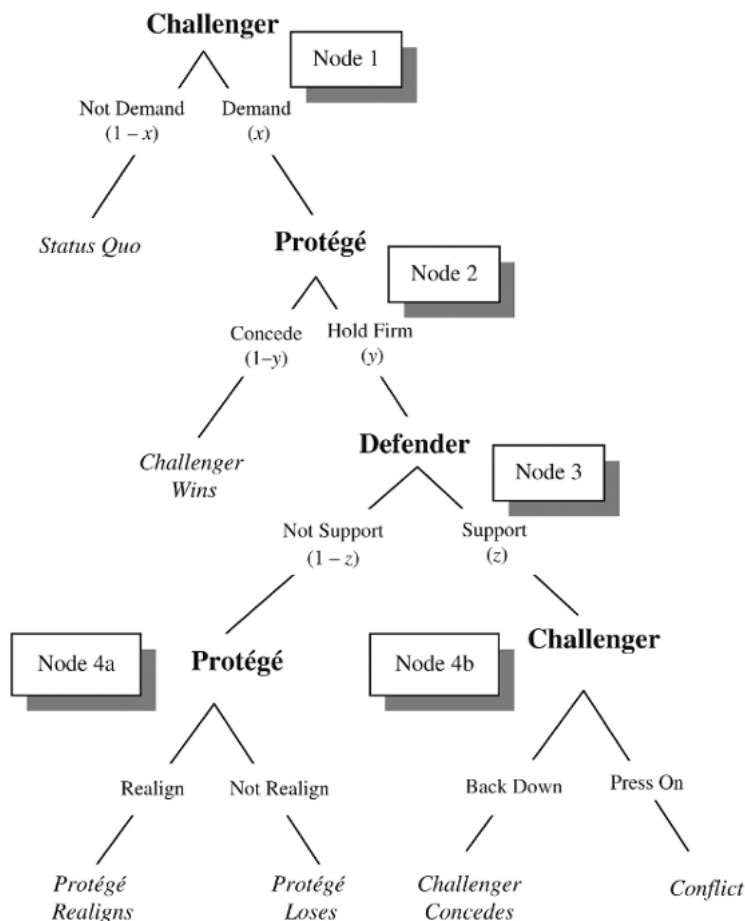 Challenger
Node 1
Not Demand
(1 – x)
Demand
(x)
Status Quo
Protégé
Node 2
Concede
(1–y)
Hold Firm
(y)
Challenger
Wins
Defender
Node 3
Not Support
(1 – z)
Support
(z)
Node 4a
Protégé
Node 4b
Challenger
Realign
Not Realign
Back Down
Press On
Protégé
Realigns
Protégé
Loses
Challenger
Concedes
Conflict